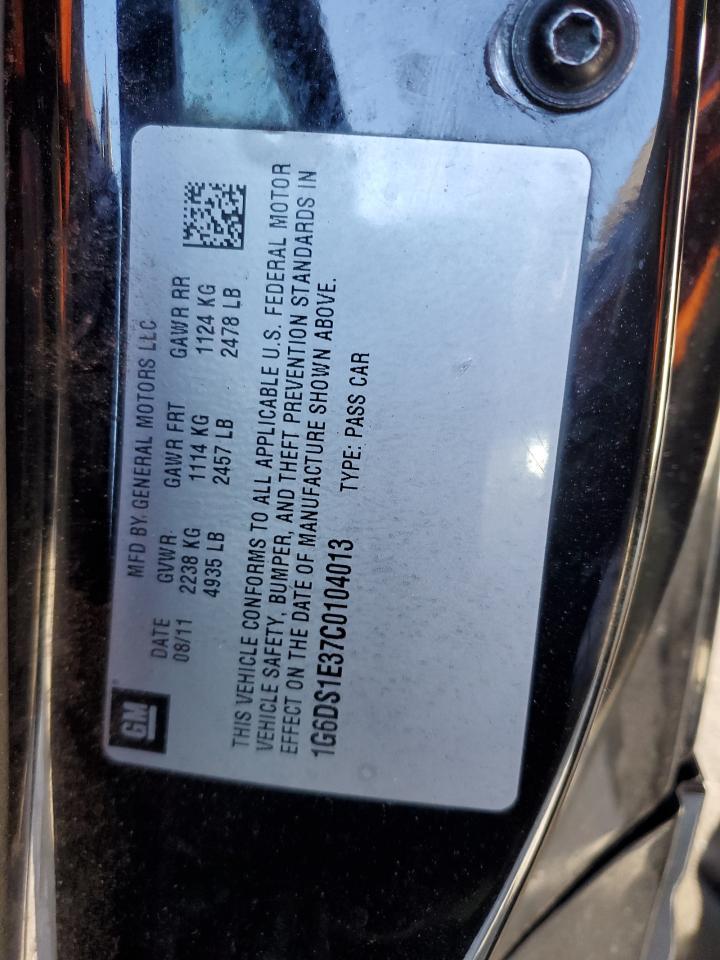 GM
MFD BY GENERAL MOTORS LLC
DATE GVWR GAWR FRT GAWR RR
08/11 2238 KG 1114 KG 1124 KG
4935 LB 2457 LB 2478 LB
THIS VEHICLE CONFORMS TO ALL APPLICABLE U.S. FEDERAL MOTOR
VEHICLE SAFETY, BUMPER, AND THEFT PREVENTION STANDARDS IN
EFFECT ON THE DATE OF MANUFACTURE SHOWN ABOVE.
1G6DS1E37C0104013 TYPE: PASS CAR